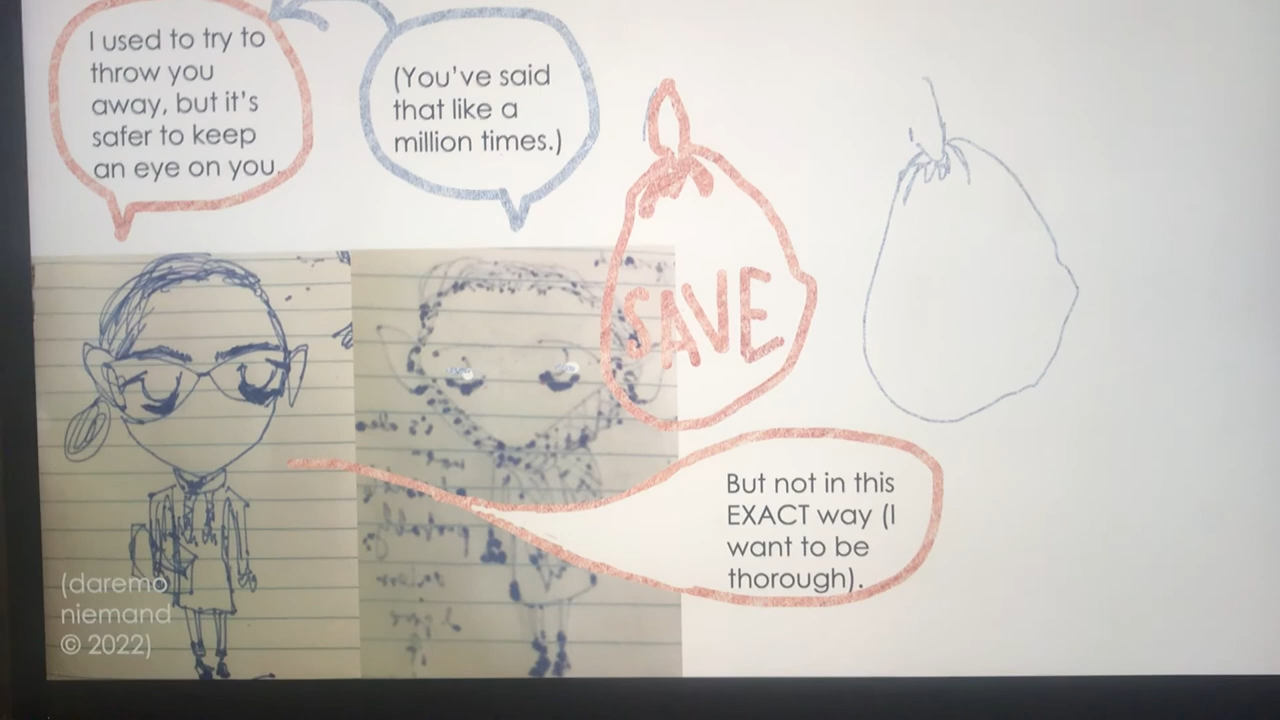 I used to try to
throw you
away, but it's
safer to keep
an eye on you.
(You've said
that like a
million times.)
SAVE
But not in this
EXACT way (I
want to be
thorough).
(daremo
niemand
© 2022)